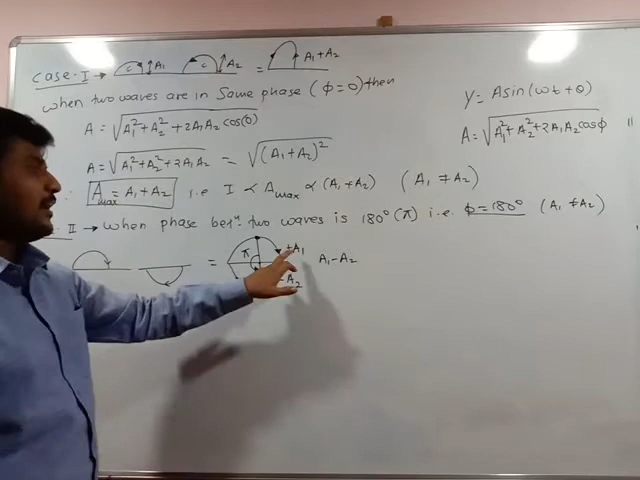 Case-I → C A1 C A2 = A1+A2
when two waves are in Same phase (φ=0) then
A = √A1²+A2²+2A1A2 cos(0)
A = √A1²+A2²+2A1A2 = √(A1+A2)²
Amax = A1+A2 i.e I ∝ Amax ∝ (A1+A2) (A1≠A2)
y = A sin(ωt+θ)
A = √A1²+A2²+2A1A2 cosφ
II → when phase betn two waves is 180° (π) i.e. φ=180° (A1≠A2)
= π +A1 -A2 A1-A2